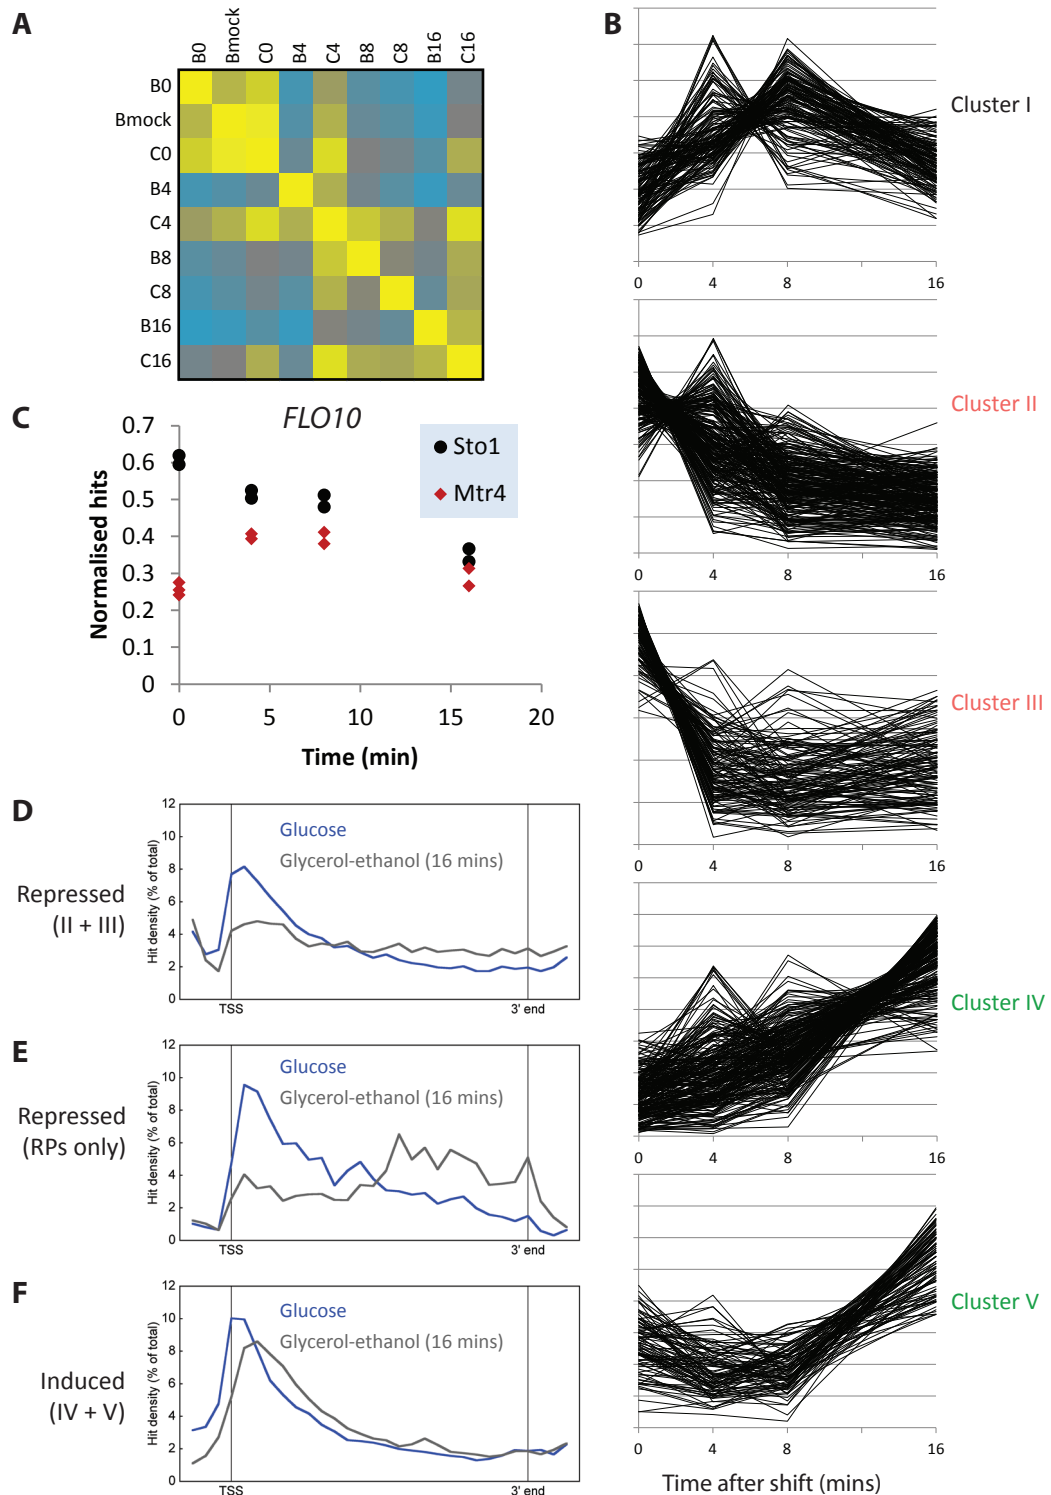 A
B0
Bmock
C0
B4
C4
B8
C8
B16
C16
B0
Bmock
C0
B4
C4
B8
C8
B16
C16
B
Cluster I
0
4
8
16
Cluster II
0
4
8
16
Cluster III
0
4
8
16
Cluster IV
0
4
8
16
Cluster V
0
4
8
16
Time after shift (mins)
C
FLO10
Sto1
Mtr4
Normalised hits
0.7
0.6
0.5
0.4
0.3
0.2
0.1
0
0
5
10
15
20
Time (min)
D
Repressed
(II + III)
Hit density (% of total)
12
10
8
6
4
2
0
Glucose
Glycerol-ethanol (16 mins)
TSS
3' end
E
Repressed
(RPs only)
Hit density (% of total)
12
10
8
6
4
2
0
Glucose
Glycerol-ethanol (16 mins)
TSS
3' end
F
Induced
(IV + V)
Hit density (% of total)
12
10
8
6
4
2
0
Glucose
Glycerol-ethanol (16 mins)
TSS
3' end